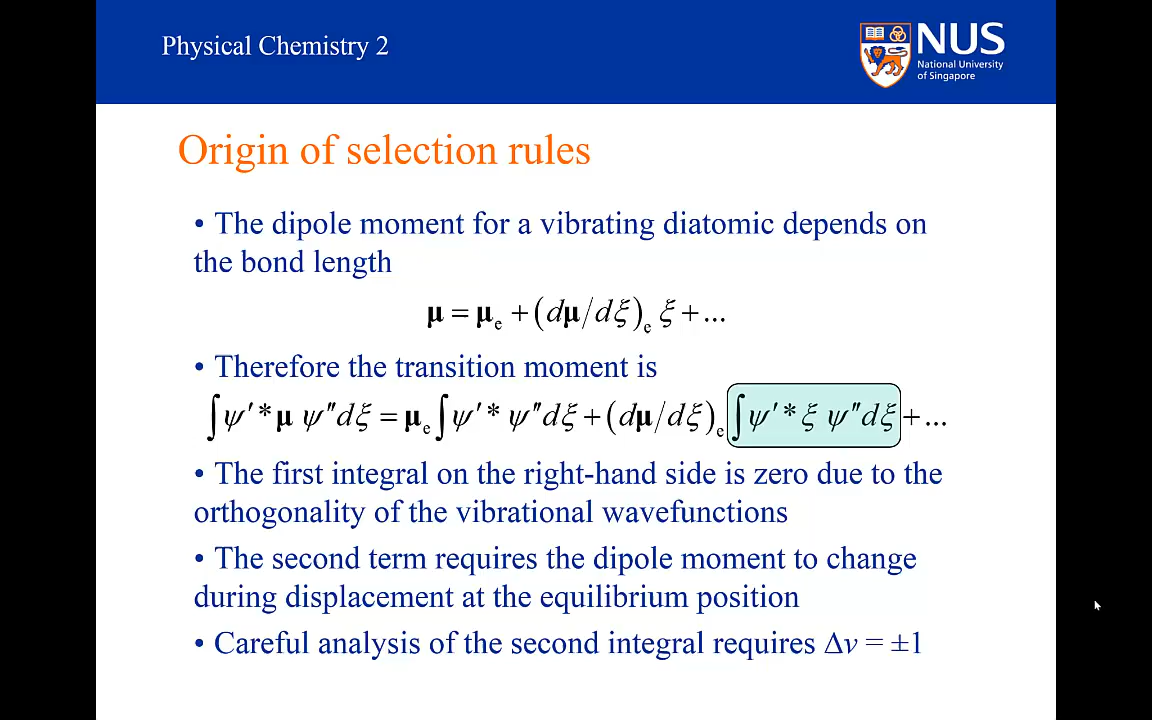 Physical Chemistry 2
NUS
National University
of Singapore
Origin of selection rules
• The dipole moment for a vibrating diatomic depends on
the bond length
μ = μₑ + (dμ/dξ)ₑ ξ + ...
• Therefore the transition moment is
∫ψ′* μ ψ″dξ = μₑ∫ψ′* ψ″dξ + (dμ/dξ)ₑ∫ψ′* ξ ψ″dξ + ...
• The first integral on the right-hand side is zero due to the
orthogonality of the vibrational wavefunctions
• The second term requires the dipole moment to change
during displacement at the equilibrium position
• Careful analysis of the second integral requires Δv = ±1